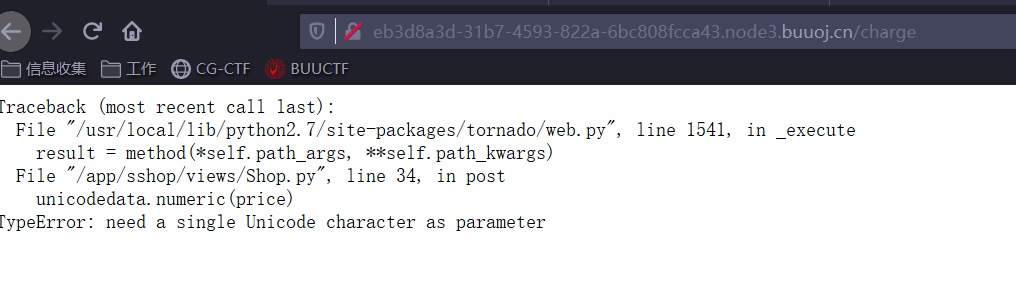 eb3d8a3d-31b7-4593-822a-6bc808fcca43.node3.buuoj.cn/charge
信息收集 工作 CG-CTF BUUCTF
Traceback (most recent call last):
File "/usr/local/lib/python2.7/site-packages/tornado/web.py", line 1541, in _execute
result = method(*self.path_args, **self.path_kwargs)
File "/app/sshop/views/Shop.py", line 34, in post
unicodedata.numeric(price)
TypeError: need a single Unicode character as parameter